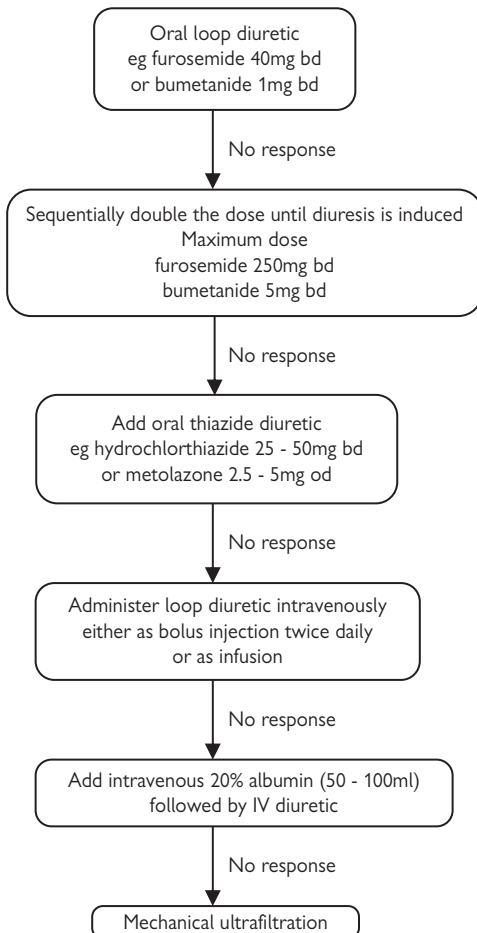 Oral loop diuretic
eg furosemide 40mg bd
or bumetanide 1mg bd
No response
Sequentially double the dose until diuresis is induced
Maximum dose
furosemide 250mg bd
bumetanide 5mg bd
No response
Add oral thiazide diuretic
eg hydrochlorthiazide 25 - 50mg bd
or metolazone 2.5 - 5mg od
No response
Administer loop diuretic intravenously
either as bolus injection twice daily
or as infusion
No response
Add intravenous 20% albumin (50 - 100ml)
followed by IV diuretic
No response
Mechanical ultrafiltration